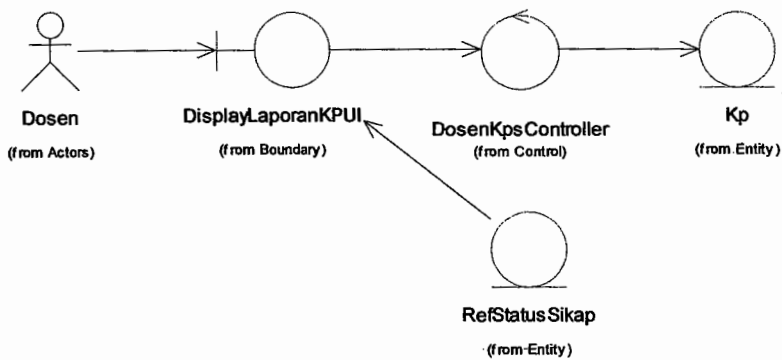 Dosen
(from Actors)
DisplayLaporanKPUI
(from Boundary)
DosenKpsController
(from Control)
Kp
(from Entity)
RefStatusSikap
(from Entity)